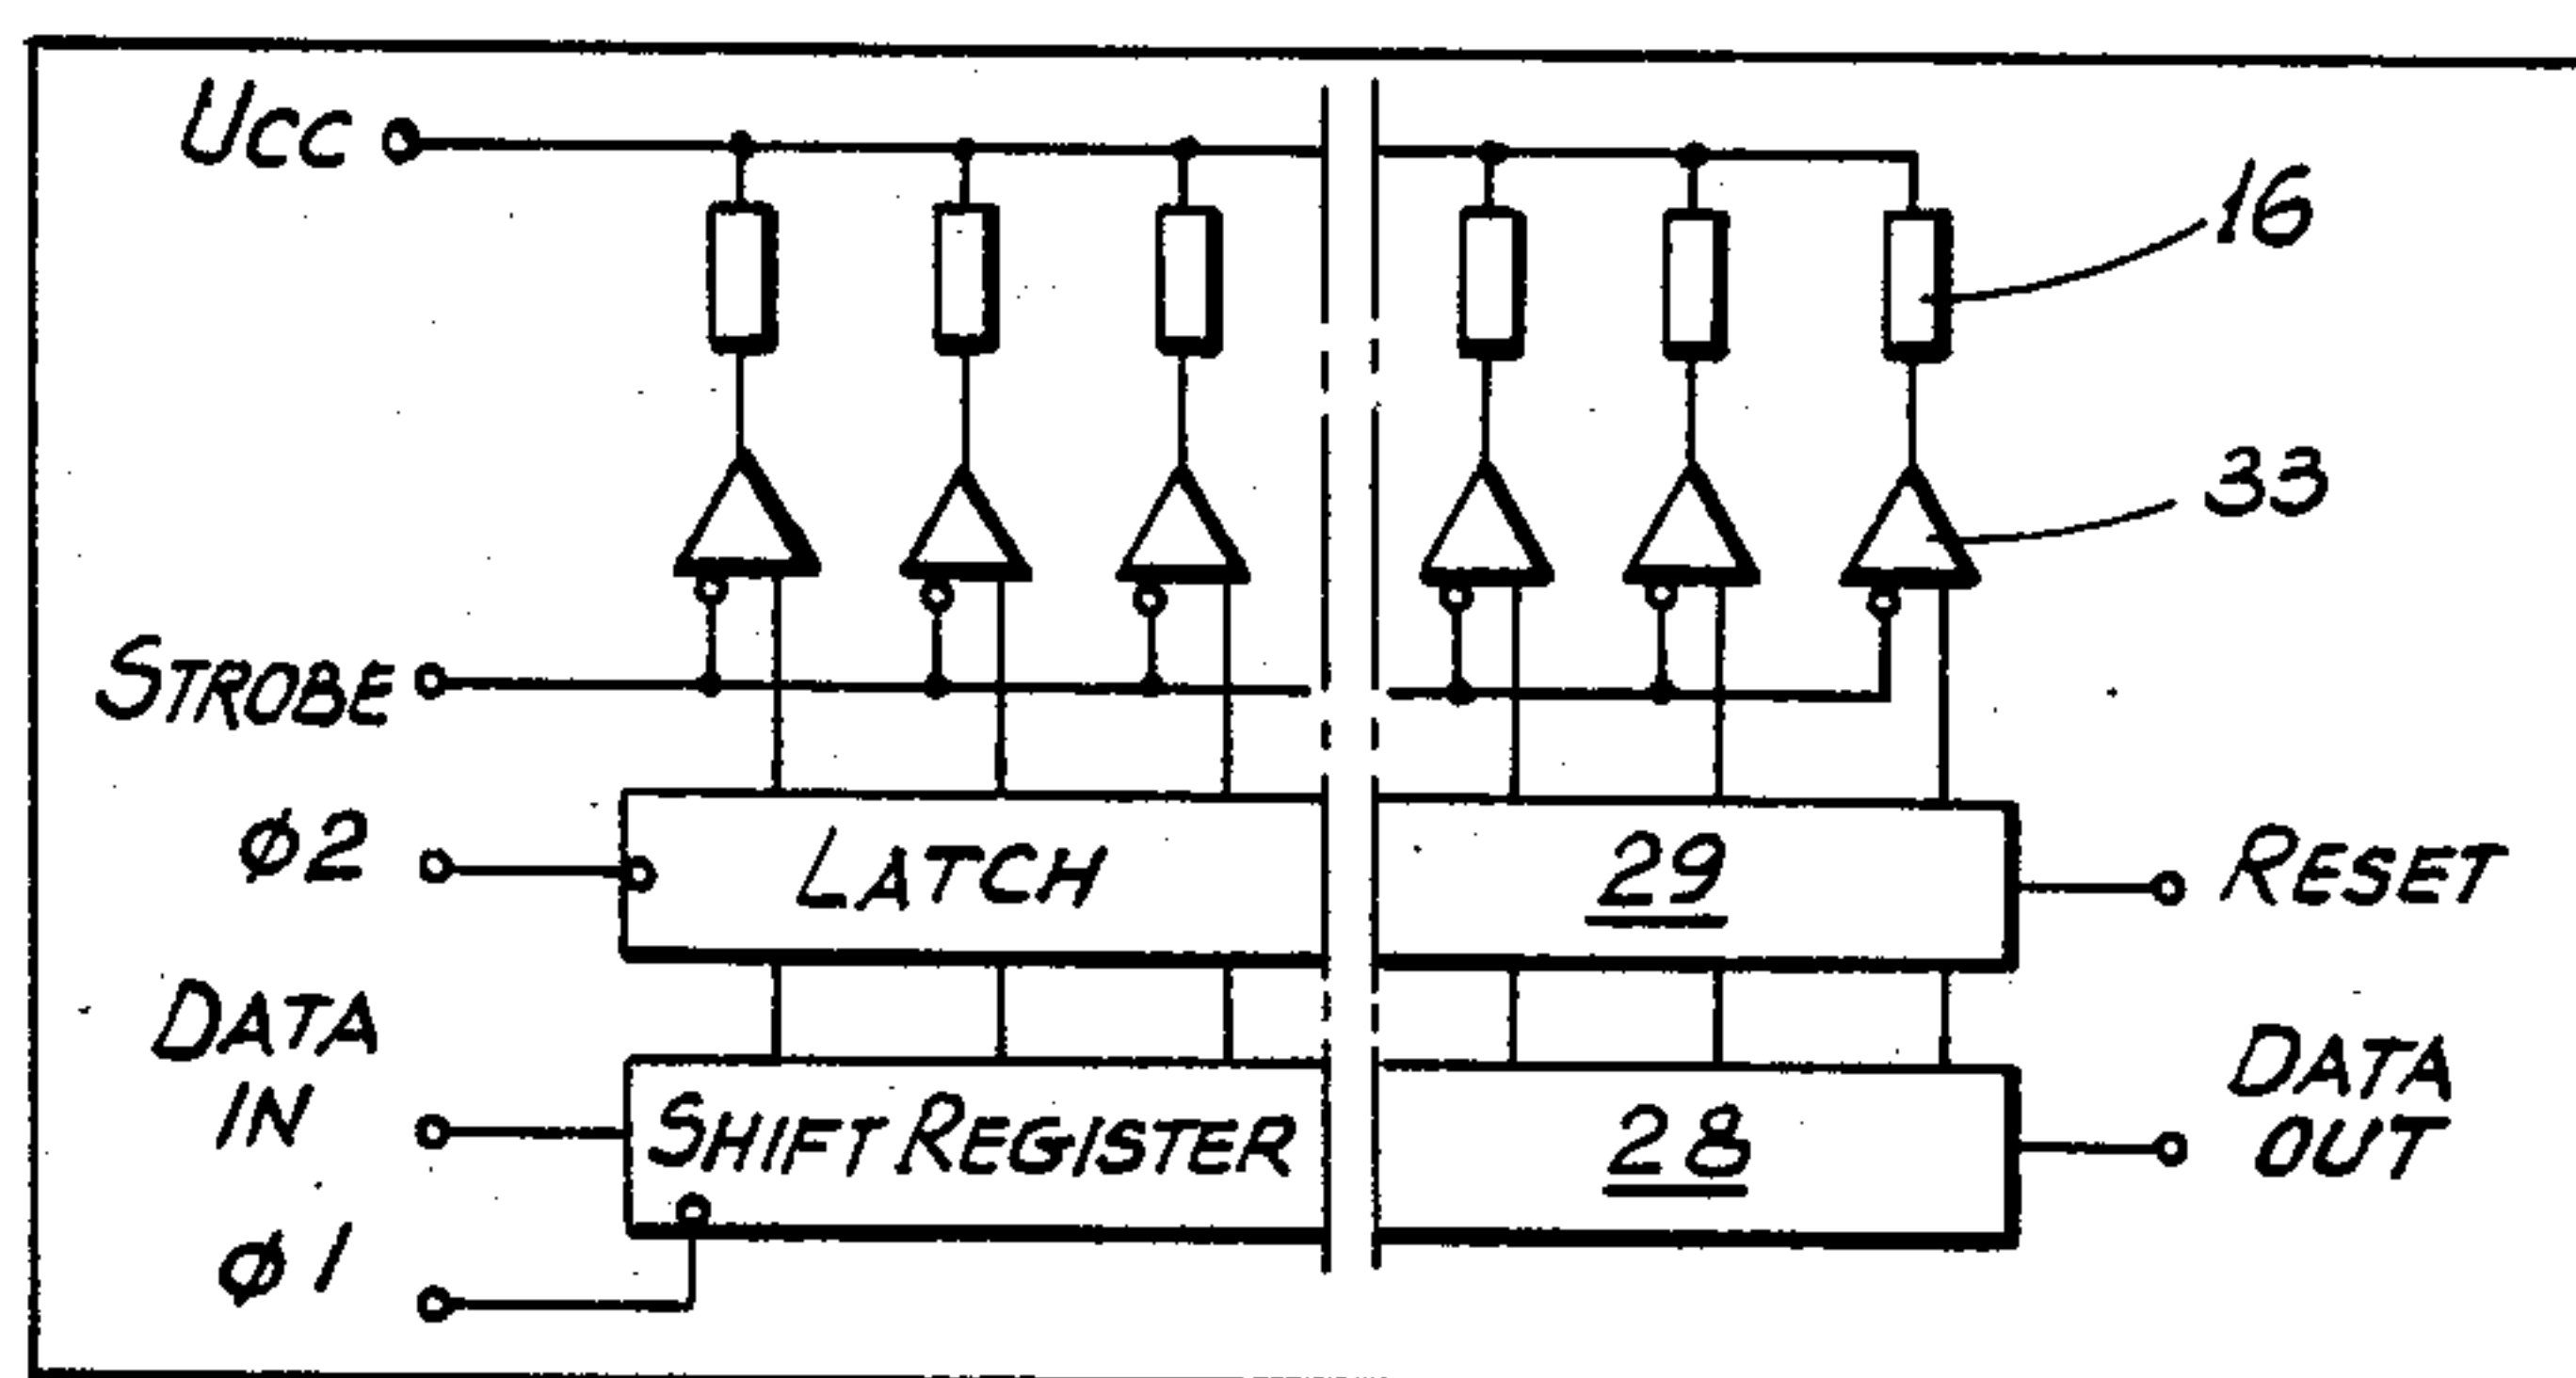 UCC
16
33
STROBE
φ2
LATCH
29
RESET
DATA
IN
SHIFT REGISTER
28
DATA
OUT
φ1